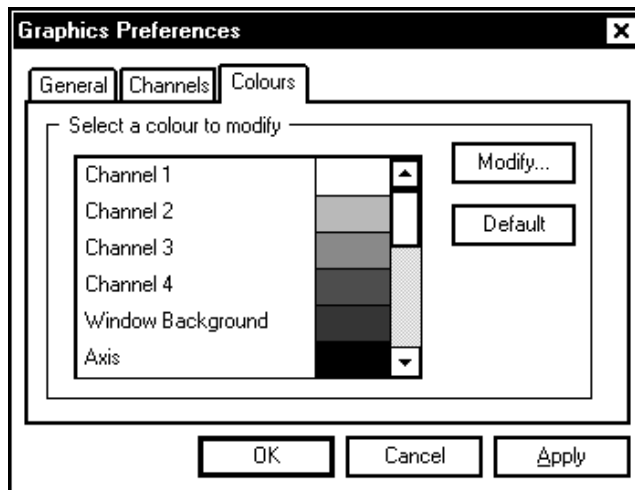 Graphics Preferences
General Channels Colours
Select a colour to modify
Channel 1
Modify...
Channel 2
Default
Channel 3
Channel 4
Window Background
Axis
OK Cancel Apply